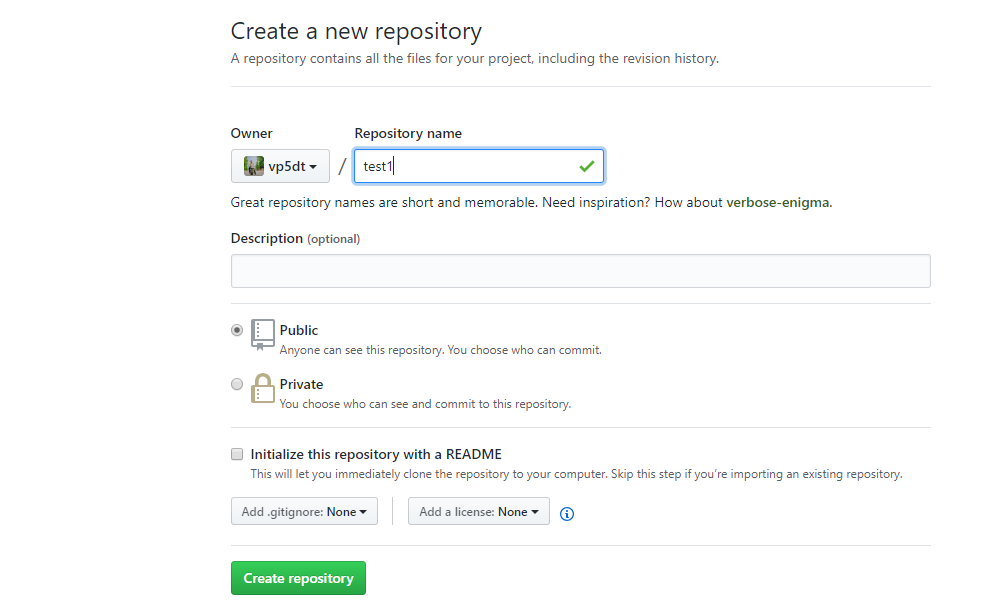 Create a new repository
A repository contains all the files for your project, including the revision history.
Owner
Repository name
vp5dt / test1
Great repository names are short and memorable. Need inspiration? How about verbose-enigma.
Description (optional)
Public
Anyone can see this repository. You choose who can commit.
Private
You choose who can see and commit to this repository.
Initialize this repository with a README
This will let you immediately clone the repository to your computer. Skip this step if you’re importing an existing repository.
Add .gitignore: None
Add a license: None
Create repository